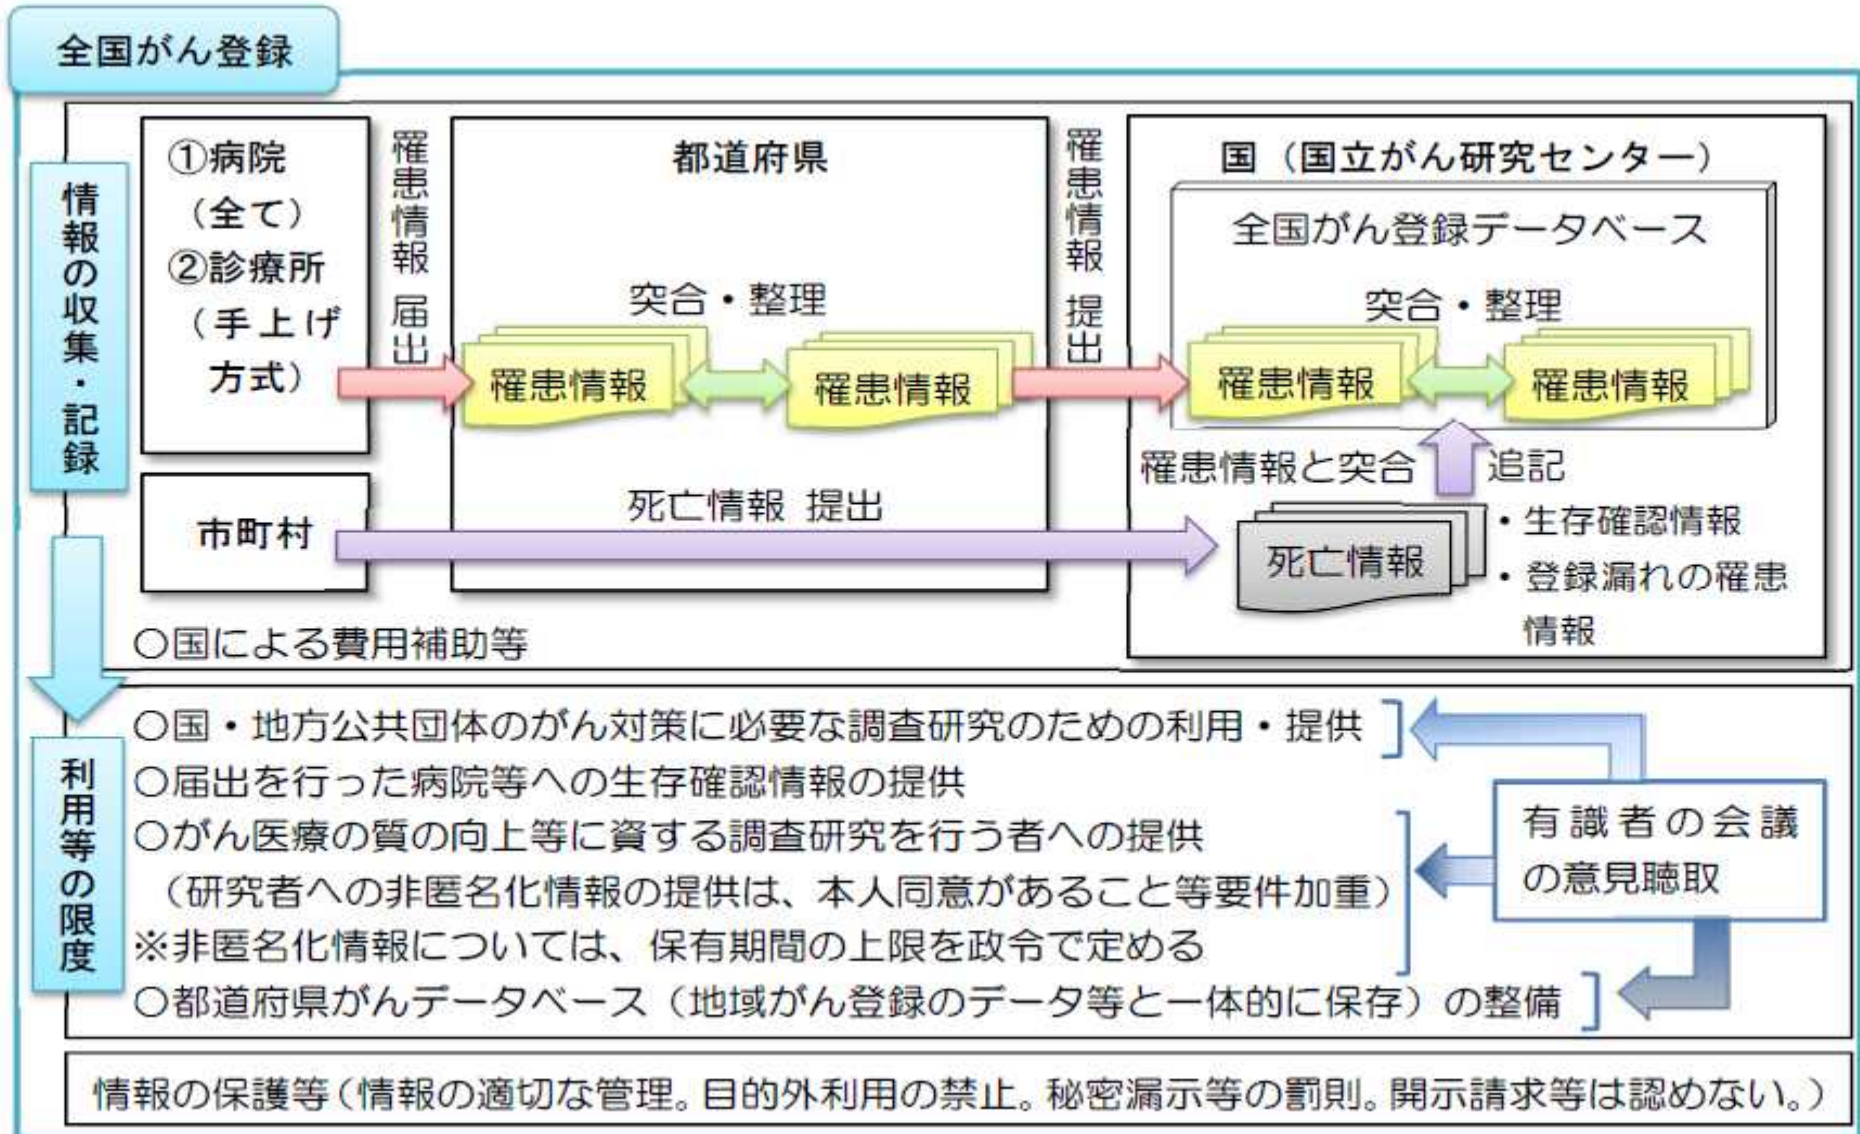 全国がん登録
情報の収集・記録
①病院
（全て）
②診療所
（手上げ
方式）
罹患情報 届出
都道府県
突合・整理
罹患情報
罹患情報
罹患情報 提出
国（国立がん研究センター）
全国がん登録データベース
突合・整理
罹患情報
罹患情報
罹患情報と突合
追記
市町村
死亡情報 提出
死亡情報
・生存確認情報
・登録漏れの罹患
情報
○国による費用補助等
利用等の限度
○国・地方公共団体のがん対策に必要な調査研究のための利用・提供
○届出を行った病院等への生存確認情報の提供
○がん医療の質の向上等に資する調査研究を行う者への提供
（研究者への非匿名化情報の提供は、本人同意があること等要件加重）
※非匿名化情報については、保有期間の上限を政令で定める
○都道府県がんデータベース（地域がん登録のデータ等と一体的に保存）の整備
有識者の会議
の意見聴取
情報の保護等（情報の適切な管理。目的外利用の禁止。秘密漏示等の罰則。開示請求等は認めない。）